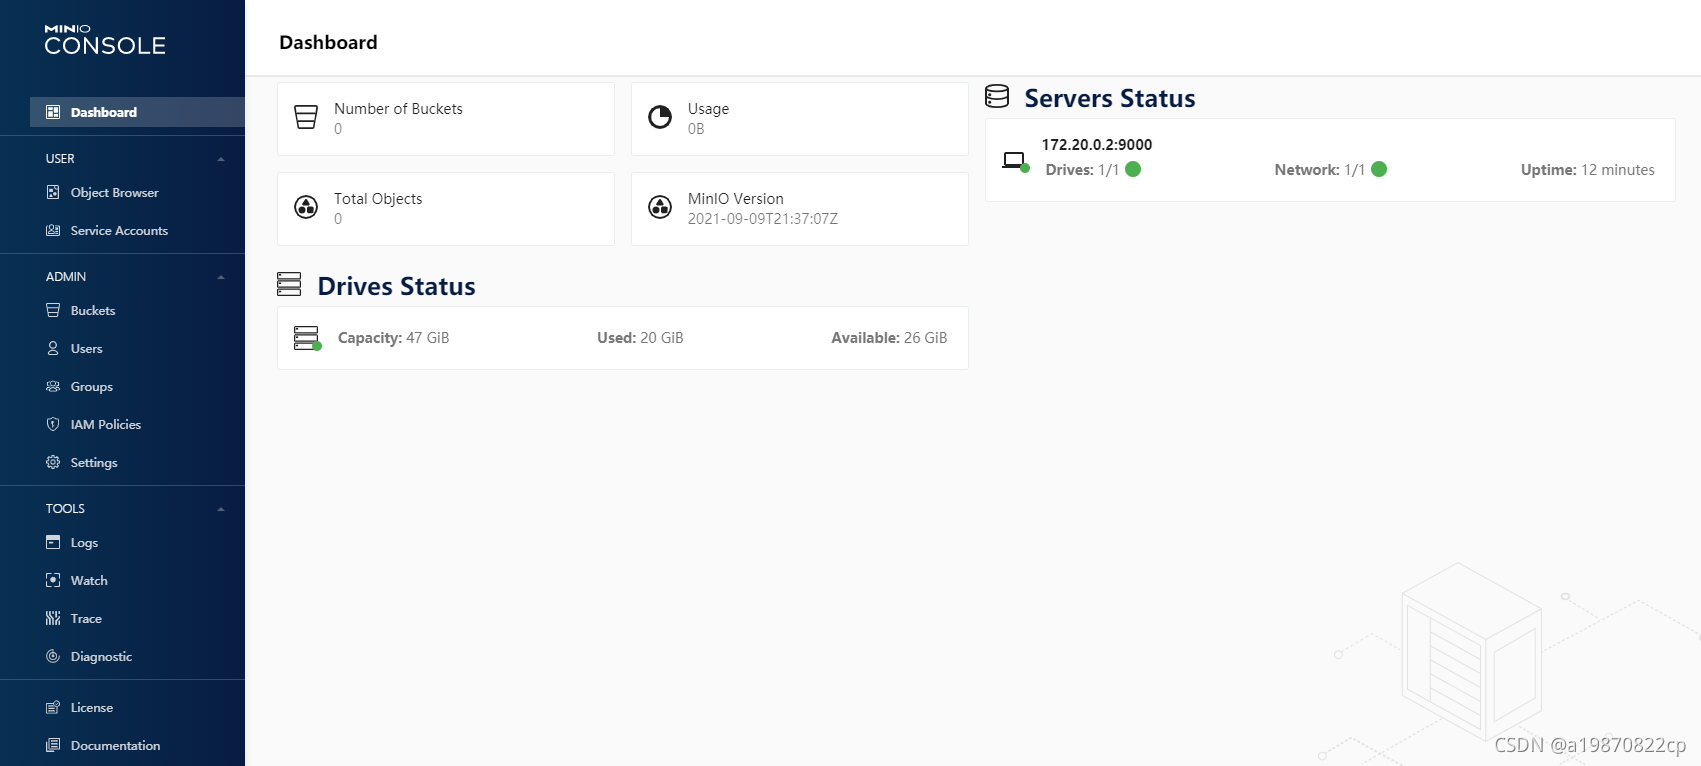 MINIO
CONSOLE
Dashboard
USER
Object Browser
Service Accounts
ADMIN
Buckets
Users
Groups
IAM Policies
Settings
TOOLS
Logs
Watch
Trace
Diagnostic
License
Documentation
Dashboard
Number of Buckets
0
Usage
0B
Total Objects
0
MinIO Version
2021-09-09T21:37:07Z
Drives Status
Capacity: 47 GiB Used: 20 GiB Available: 26 GiB
Servers Status
172.20.0.2:9000
Drives: 1/1 Network: 1/1 Uptime: 12 minutes
CSDN @a19870822cp